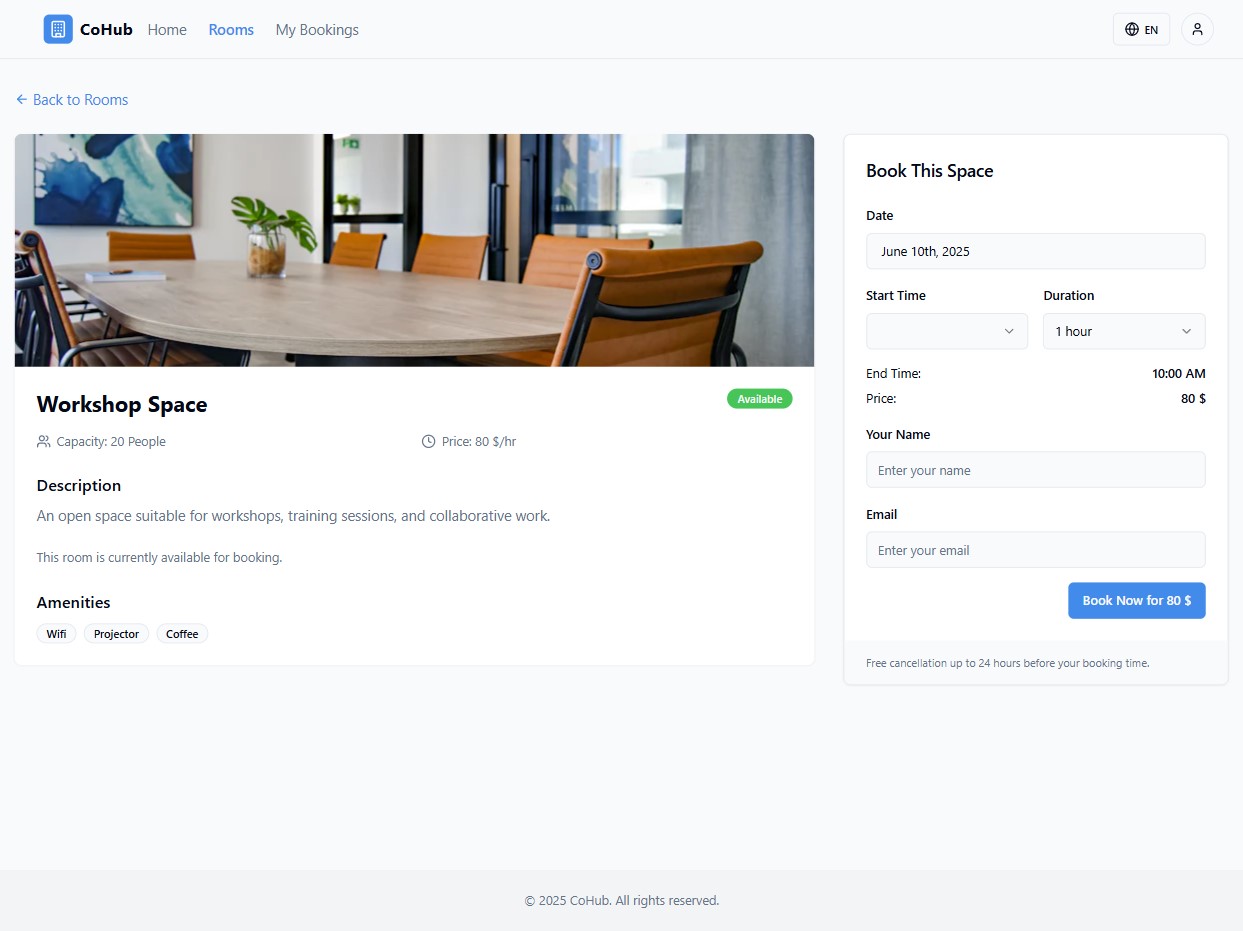 CoHub Home Rooms My Bookings EN
Back to Rooms
Workshop Space Available
Capacity: 20 People Price: 80 $/hr
Description
An open space suitable for workshops, training sessions, and collaborative work.
This room is currently available for booking.
Amenities
Wifi Projector Coffee
Book This Space
Date
June 10th, 2025
Start Time Duration
1 hour
End Time: 10:00 AM
Price: 80 $
Your Name
Enter your name
Email
Enter your email
Book Now for 80 $
Free cancellation up to 24 hours before your booking time.
© 2025 CoHub. All rights reserved.